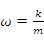 ω = k/m